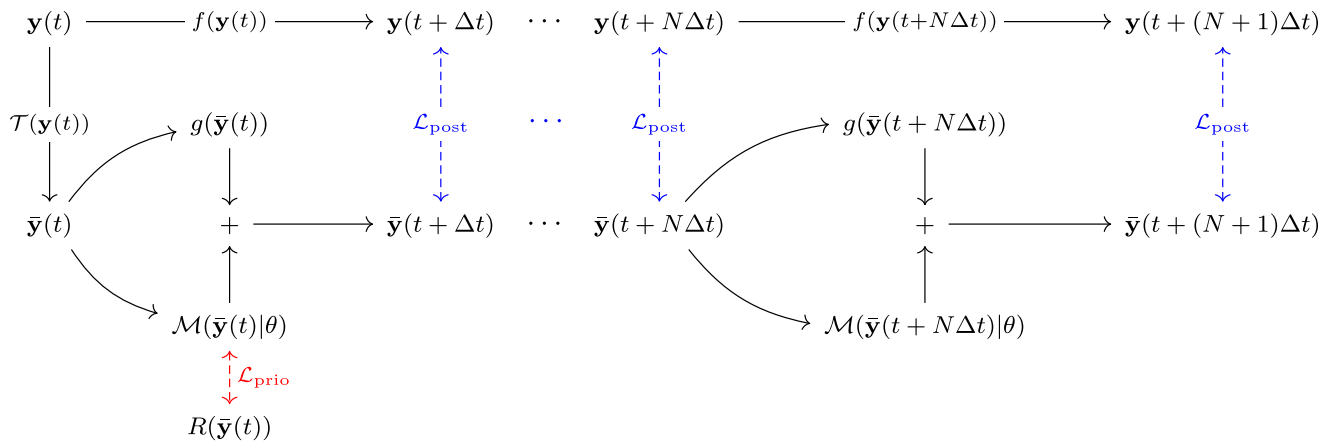 𝐲(t) f(𝐲(t)) 𝐲(t + Δt) ··· 𝐲(t + NΔt) f(𝐲(t+NΔt)) 𝐲(t + (N + 1)Δt)
𝒯(𝐲(t)) g(ȳ(t)) ℒ_post ··· ℒ_post g(ȳ(t + NΔt)) ℒ_post
ȳ(t) + ȳ(t + Δt) ··· ȳ(t + NΔt) + ȳ(t + (N + 1)Δt)
ℳ(ȳ(t)|θ) ℳ(ȳ(t + NΔt)|θ)
ℒ_prio
R(ȳ(t))